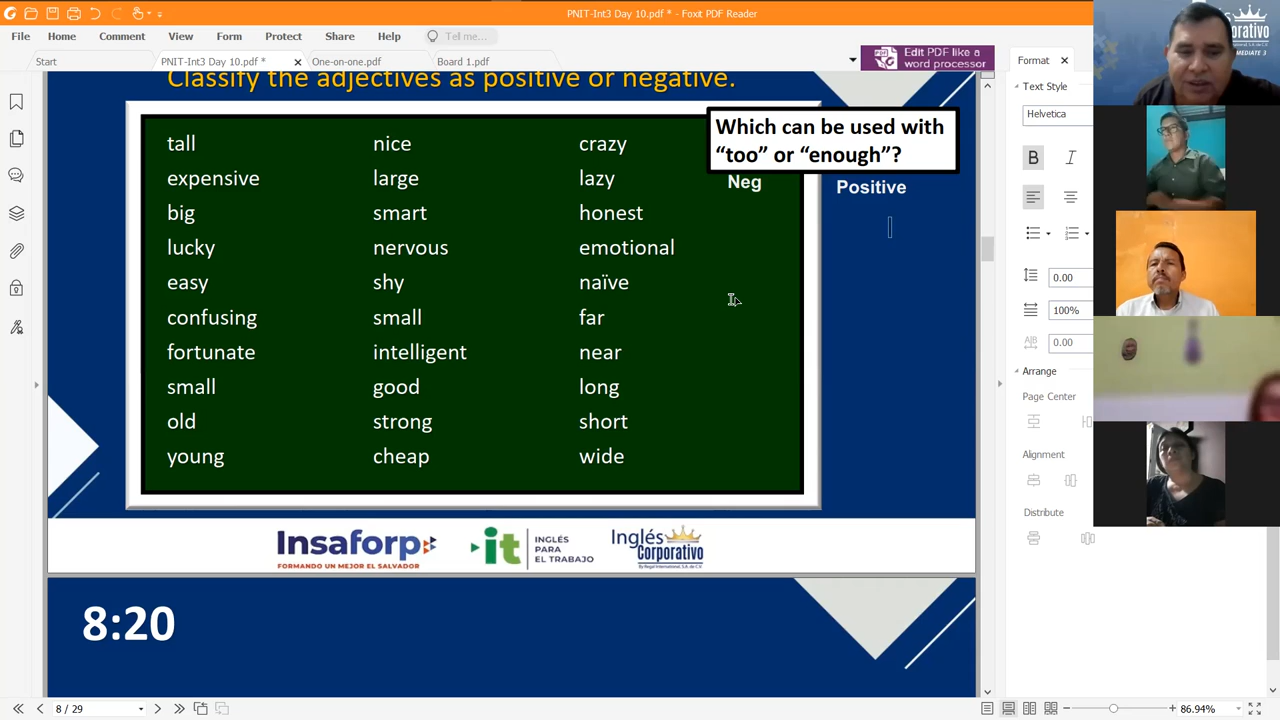 PNIT-Int3 Day 10.pdf * - Foxit PDF Reader
File Home Comment View Form Protect Share Help Tell me...
Start
PNIT-Int3 Day 10.pdf *
One-on-one.pdf
Board 1.pdf
Edit PDF like a
word processor
Format
Text Style
Helvetica
B I
0.00
100%
0.00
Arrange
Page Center
Alignment
Distribute
Classify the adjectives as positive or negative.
Which can be used with
“too” or “enough”?
Neg
Positive
tall nice crazy
expensive large lazy
big smart honest
lucky nervous emotional
easy shy naïve
confusing small far
fortunate intelligent near
small good long
old strong short
young cheap wide
Insaforp
FORMANDO UN MEJOR EL SALVADOR
it
INGLÉS
PARA
EL TRABAJO
Inglés
Corporativo
By Regal International, S.A. de C.V.
8:20
8 / 29
86.94%